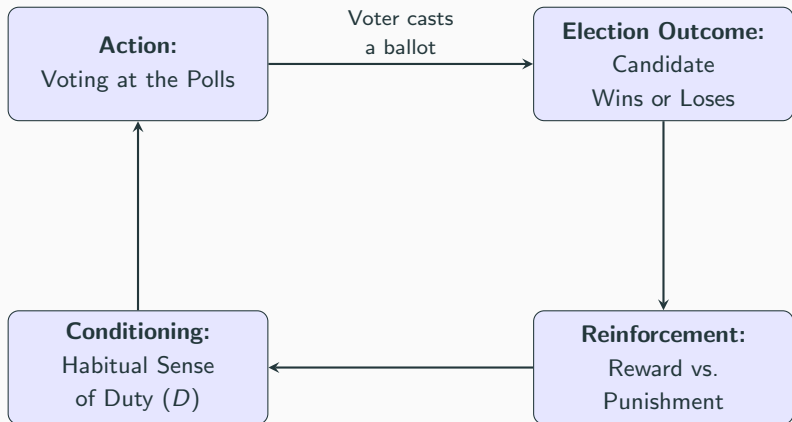 Action:
Voting at the Polls
Voter casts
a ballot
Election Outcome:
Candidate
Wins or Loses
Conditioning:
Habitual Sense
of Duty (D)
Reinforcement:
Reward vs.
Punishment